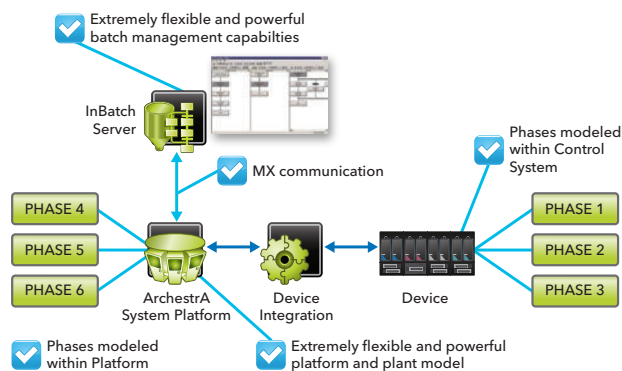 Extremely flexible and powerful
batch management capabilties
InBatch
Server
MX communication
Phases modeled
within Control
System
PHASE 4
PHASE 5
PHASE 6
PHASE 1
PHASE 2
PHASE 3
ArchestrA
System Platform
Device
Integration
Device
Phases modeled
within Platform
Extremely flexible and powerful
platform and plant model